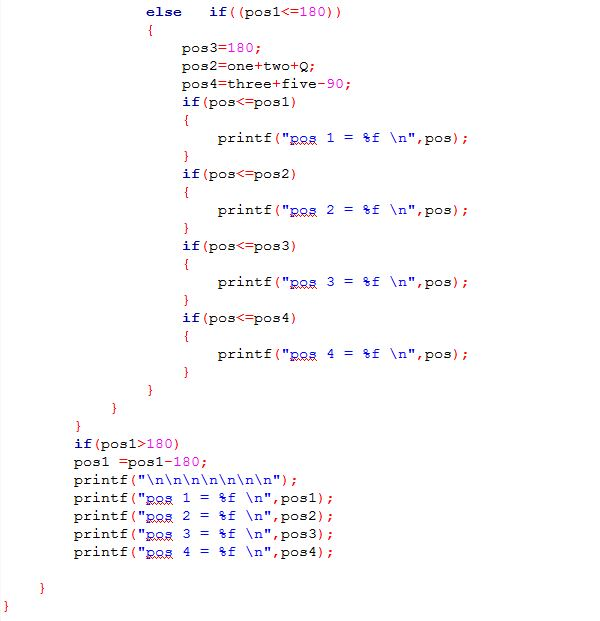 else   if((pos1<=180))
{
pos3=180;
pos2=one+two+Q;
pos4=three+five-90;
if(pos<=pos1)
{
printf("pos 1 = %f \n",pos);
}
if(pos<=pos2)
{
printf("pos 2 = %f \n",pos);
}
if(pos<=pos3)
{
printf("pos 3 = %f \n",pos);
}
if(pos<=pos4)
{
printf("pos 4 = %f \n",pos);
}
}
}
}
if(pos1>180)
pos1 =pos1-180;
printf("\n\n\n\n\n\n\n");
printf("pos 1 = %f \n",pos1);
printf("pos 2 = %f \n",pos2);
printf("pos 3 = %f \n",pos3);
printf("pos 4 = %f \n",pos4);
}
}